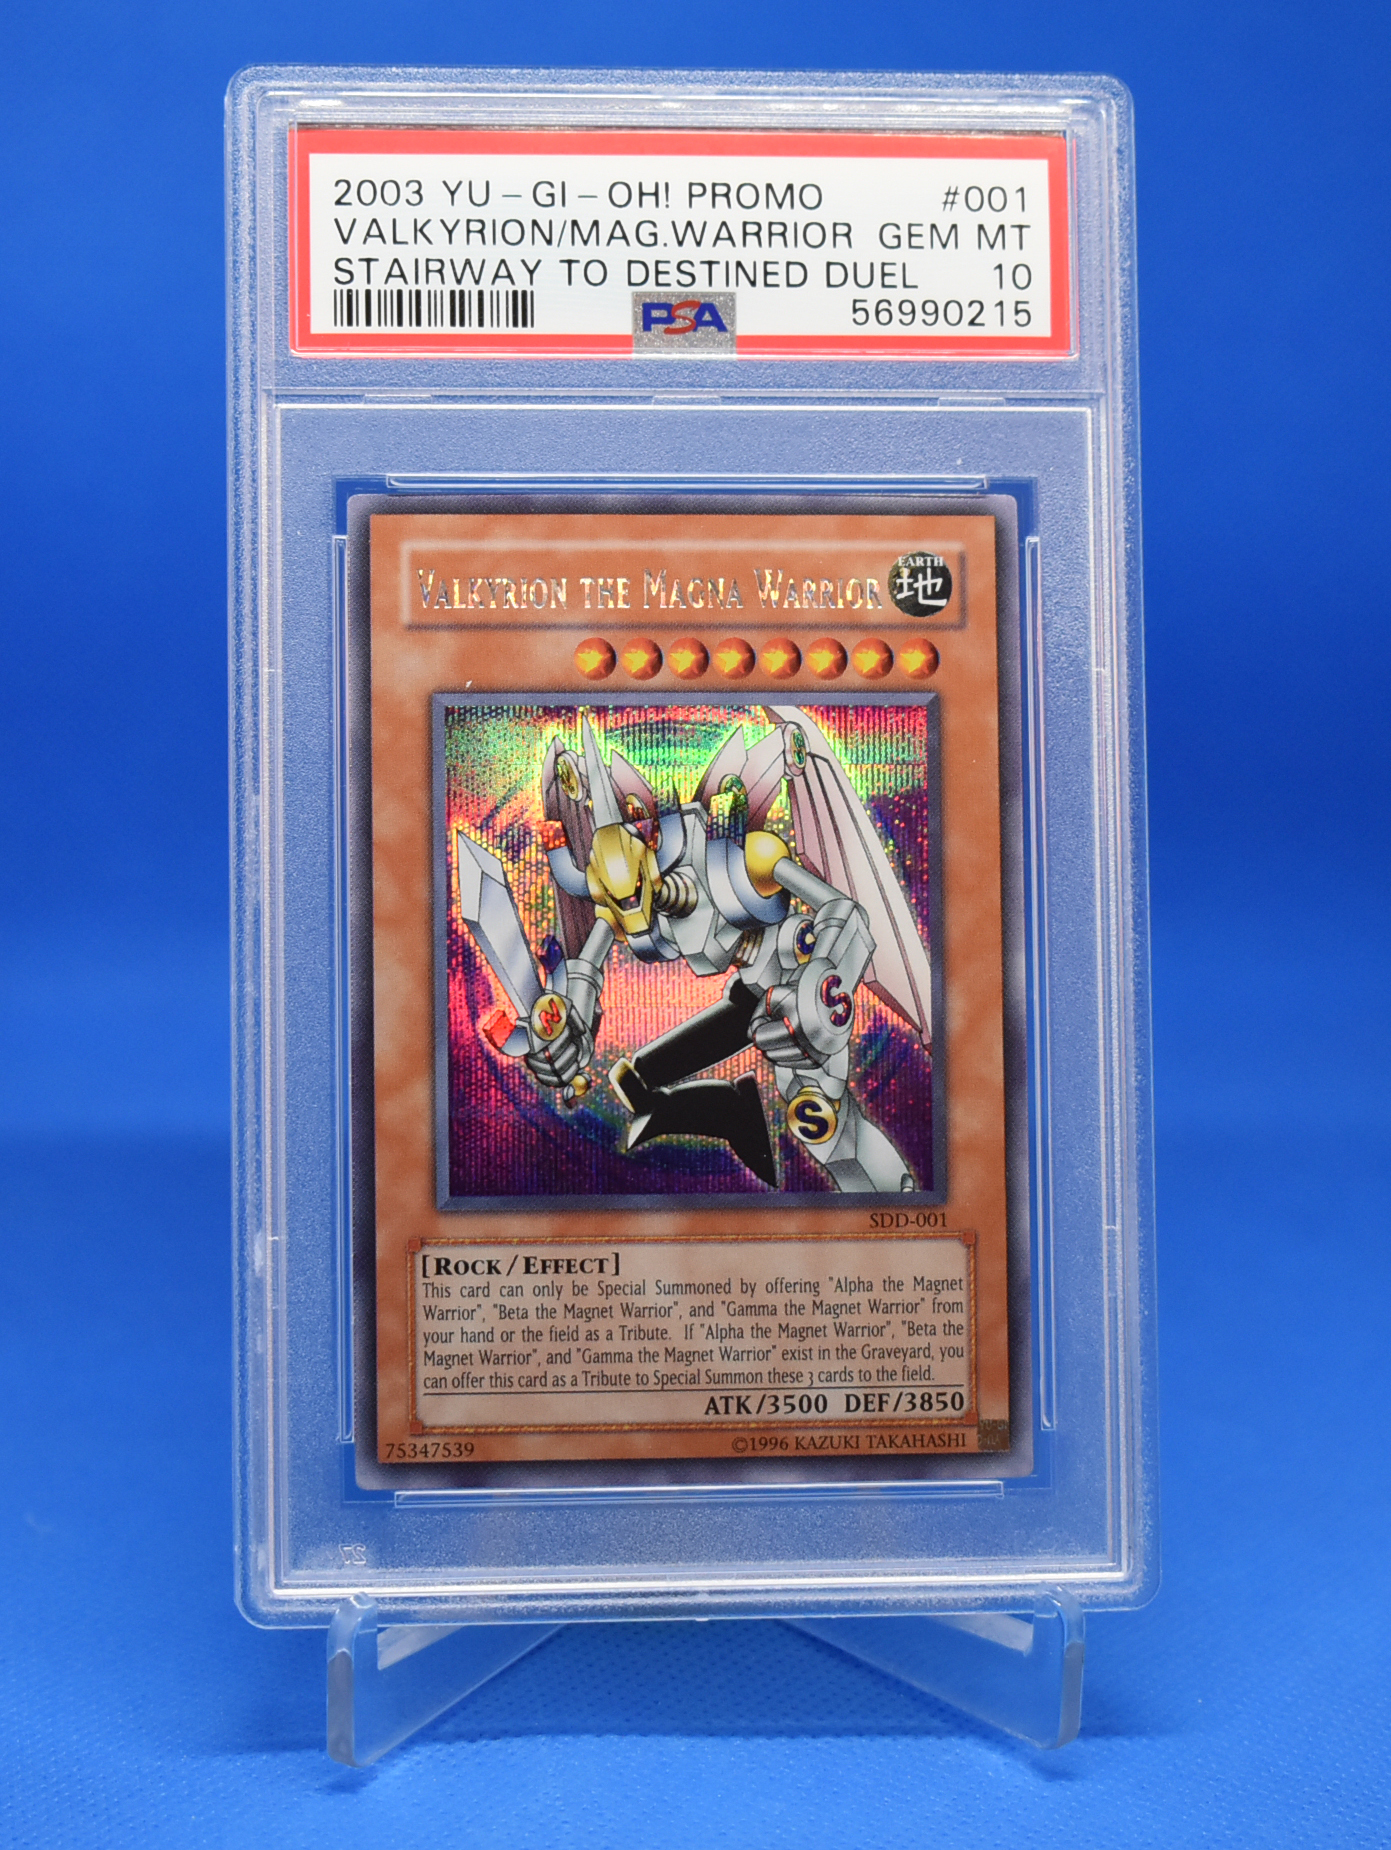 2003 YU-GI-OH! PROMO #001
VALKYRION/MAG.WARRIOR GEM MT
STAIRWAY TO DESTINED DUEL 10
PSA 56990215
VALKYRION THE MAGNA WARRIOR
EARTH
地
N
S
S
SDD-001
[ROCK/EFFECT]
This card can only be Special Summoned by offering "Alpha the Magnet
Warrior", "Beta the Magnet Warrior", and "Gamma the Magnet Warrior" from
your hand or the field as a Tribute. If "Alpha the Magnet Warrior", "Beta the
Magnet Warrior", and "Gamma the Magnet Warrior" exist in the Graveyard, you
can offer this card as a Tribute to Special Summon these 3 cards to the field.
ATK/3500 DEF/3850
75347539 ©1996 KAZUKI TAKAHASHI
27